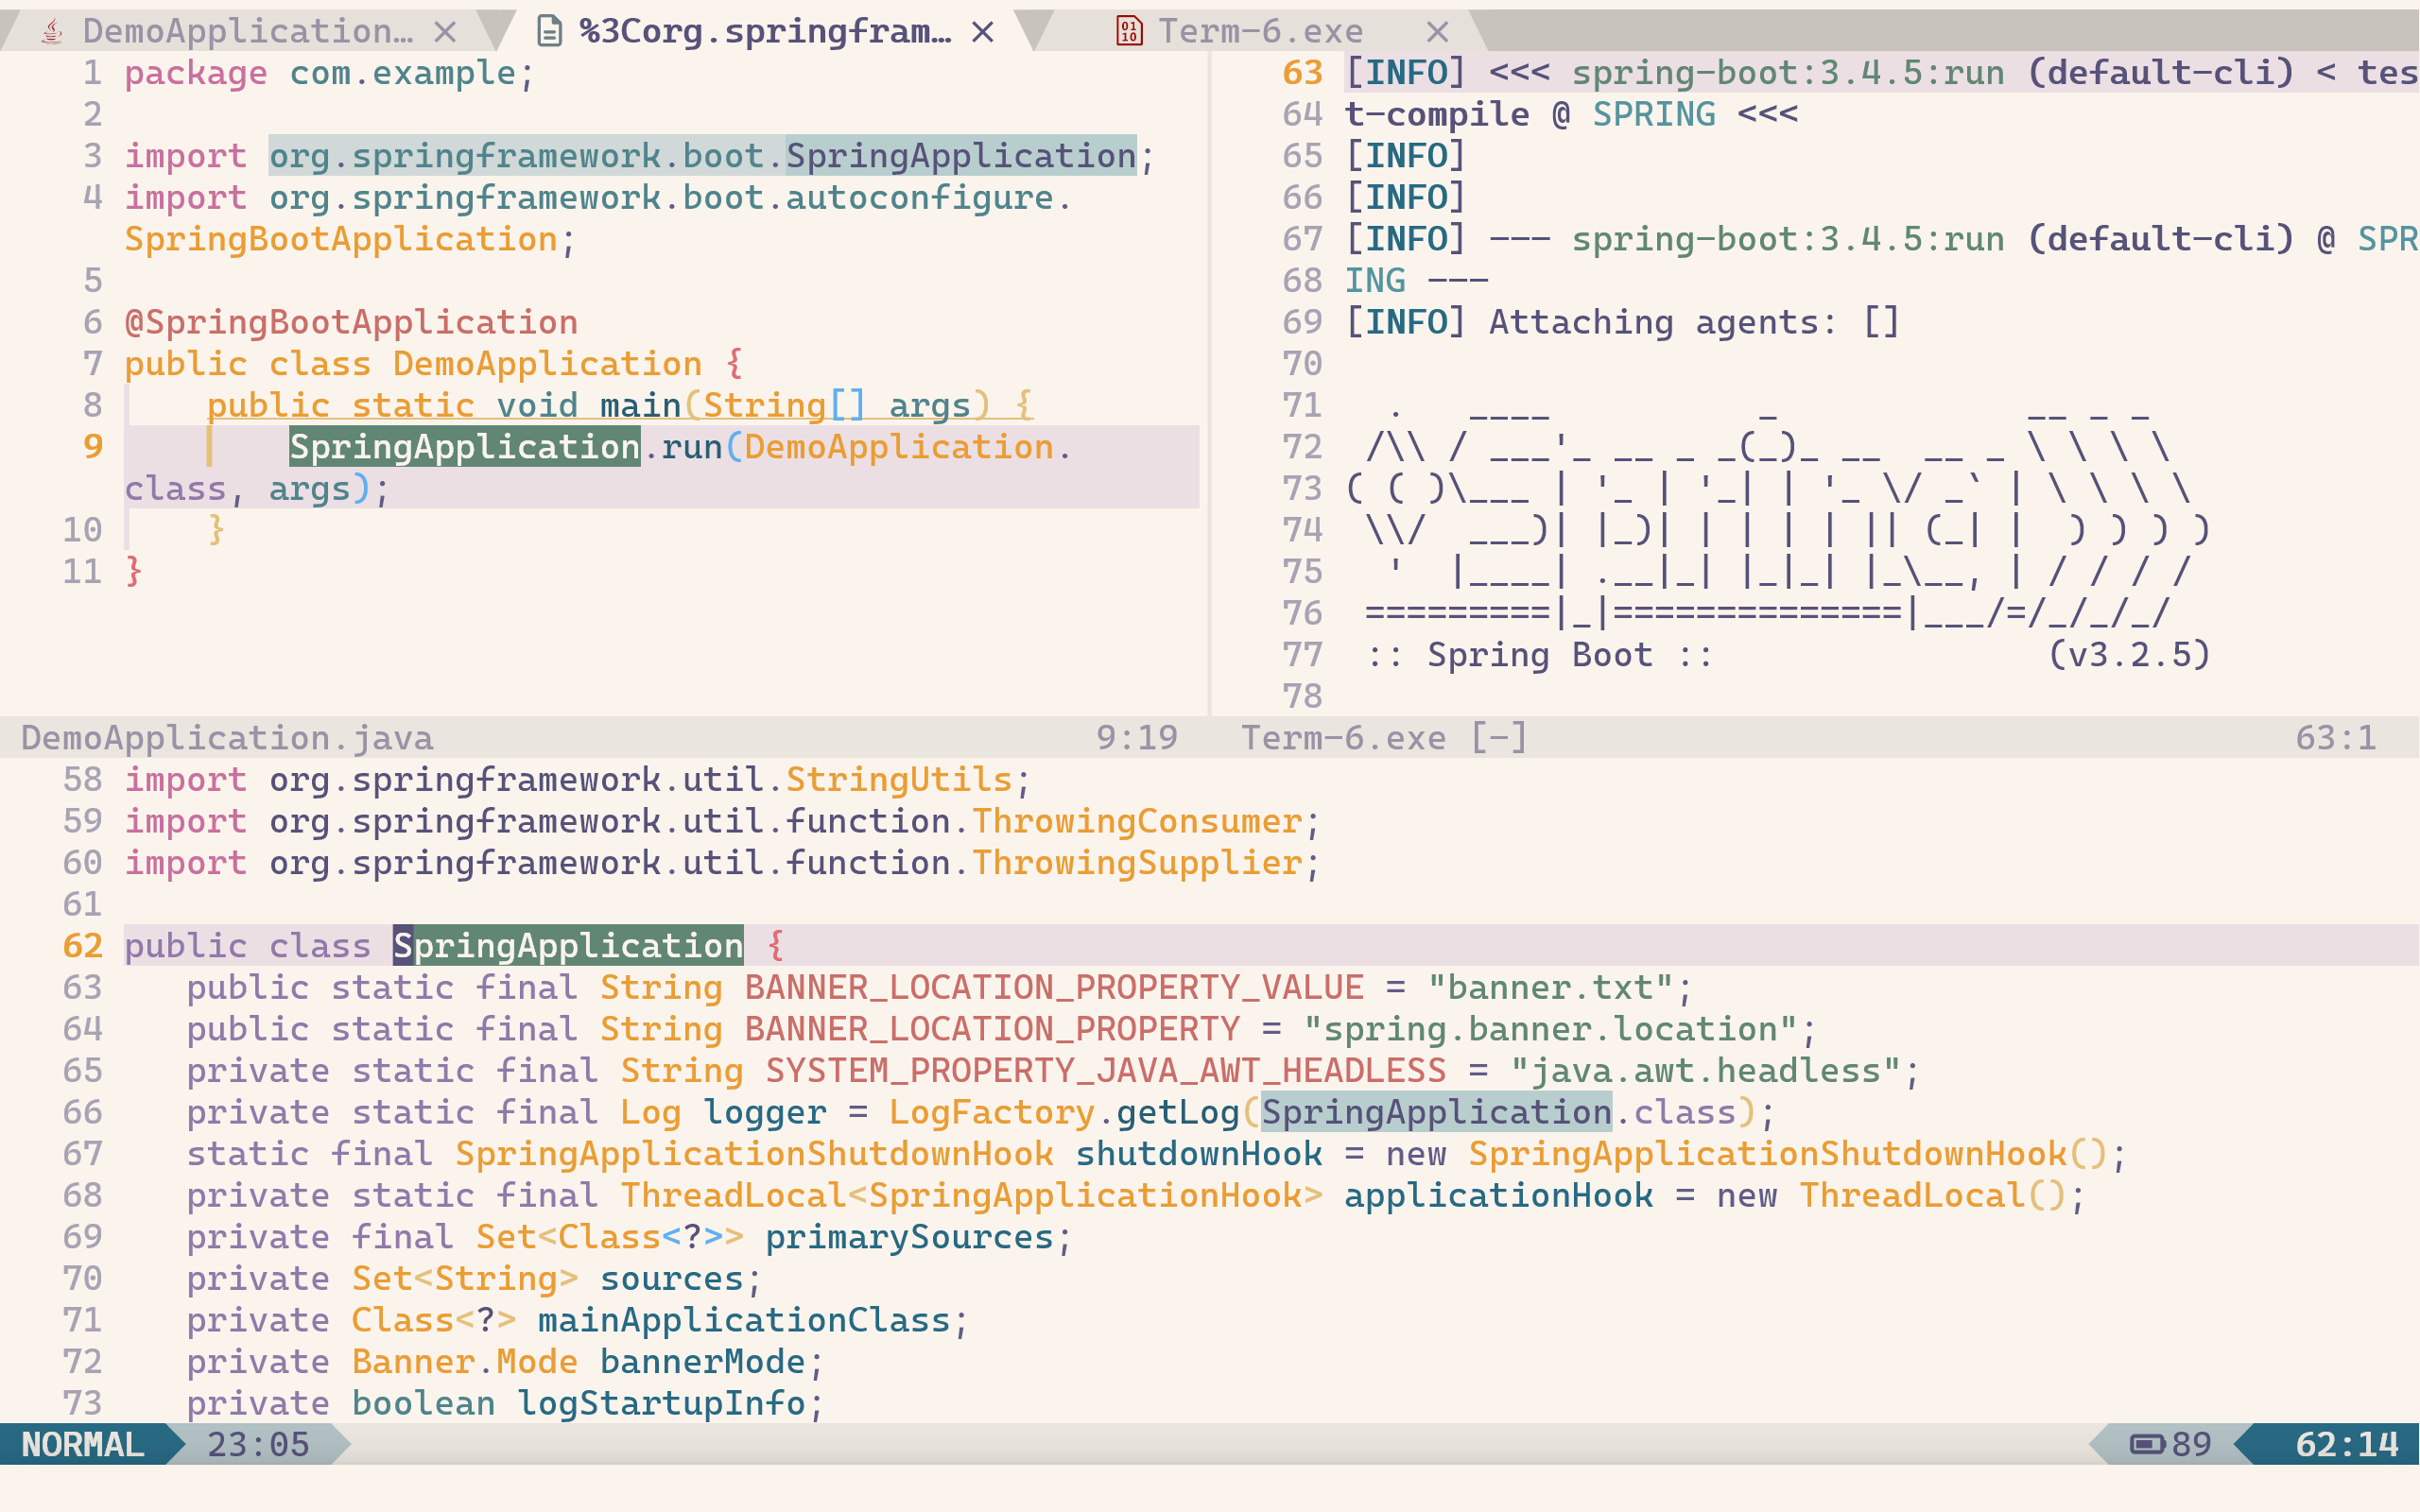 DemoApplication… ×
%3Corg.springfram… ×
Term-6.exe ×
1 package com.example;
2
3 import org.springframework.boot.SpringApplication;
4 import org.springframework.boot.autoconfigure.
SpringBootApplication;
5
6 @SpringBootApplication
7 public class DemoApplication {
8     public static void main(String[] args) {
9         SpringApplication.run(DemoApplication.
class, args);
10     }
11 }
DemoApplication.java 9:19
63 [INFO] <<< spring-boot:3.4.5:run (default-cli) < tes
64 t-compile @ SPRING <<<
65 [INFO]
66 [INFO]
67 [INFO] --- spring-boot:3.4.5:run (default-cli) @ SPR
68 ING ---
69 [INFO] Attaching agents: []
70
71   .   ____          _            __ _ _
72  /\\ / ___'_ __ _ _(_)_ __  __ _ \ \ \ \
73 ( ( )\___ | '_ | '_| | '_ \/ _` | \ \ \ \
74  \\/  ___)| |_)| | | | | || (_| |  ) ) ) )
75   '  |____| .__|_| |_|_| |_\__, | / / / /
76  =========|_|==============|___/=/_/_/_/
77  :: Spring Boot ::                (v3.2.5)
78
Term-6.exe [-] 63:1
58 import org.springframework.util.StringUtils;
59 import org.springframework.util.function.ThrowingConsumer;
60 import org.springframework.util.function.ThrowingSupplier;
61
62 public class SpringApplication {
63    public static final String BANNER_LOCATION_PROPERTY_VALUE = "banner.txt";
64    public static final String BANNER_LOCATION_PROPERTY = "spring.banner.location";
65    private static final String SYSTEM_PROPERTY_JAVA_AWT_HEADLESS = "java.awt.headless";
66    private static final Log logger = LogFactory.getLog(SpringApplication.class);
67    static final SpringApplicationShutdownHook shutdownHook = new SpringApplicationShutdownHook();
68    private static final ThreadLocal<SpringApplicationHook> applicationHook = new ThreadLocal();
69    private final Set<Class<?>> primarySources;
70    private Set<String> sources;
71    private Class<?> mainApplicationClass;
72    private Banner.Mode bannerMode;
73    private boolean logStartupInfo;
NORMAL 23:05 89 62:14